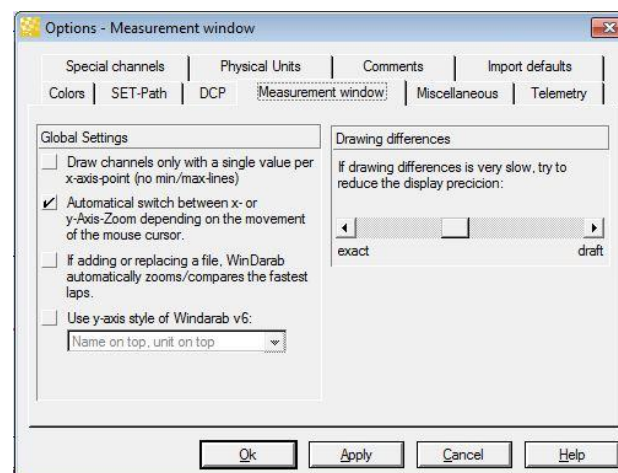 Options - Measurement window
Special channels
Physical Units
Comments
Import defaults
Colors
SET-Path
DCP
Measurement window
Miscellaneous
Telemetry
Global Settings
Draw channels only with a single value per
x-axis-point (no min/max-lines)
Automatical switch between x- or
y-Axis-Zoom depending on the movement
of the mouse cursor.
If adding or replacing a file, WinDarab
automatically zooms/compares the fastest
laps.
Use y-axis style of Windarab v6:
Name on top, unit on top
Drawing differences
If drawing differences is very slow, try to
reduce the display precicion:
exact
draft
Ok
Apply
Cancel
Help